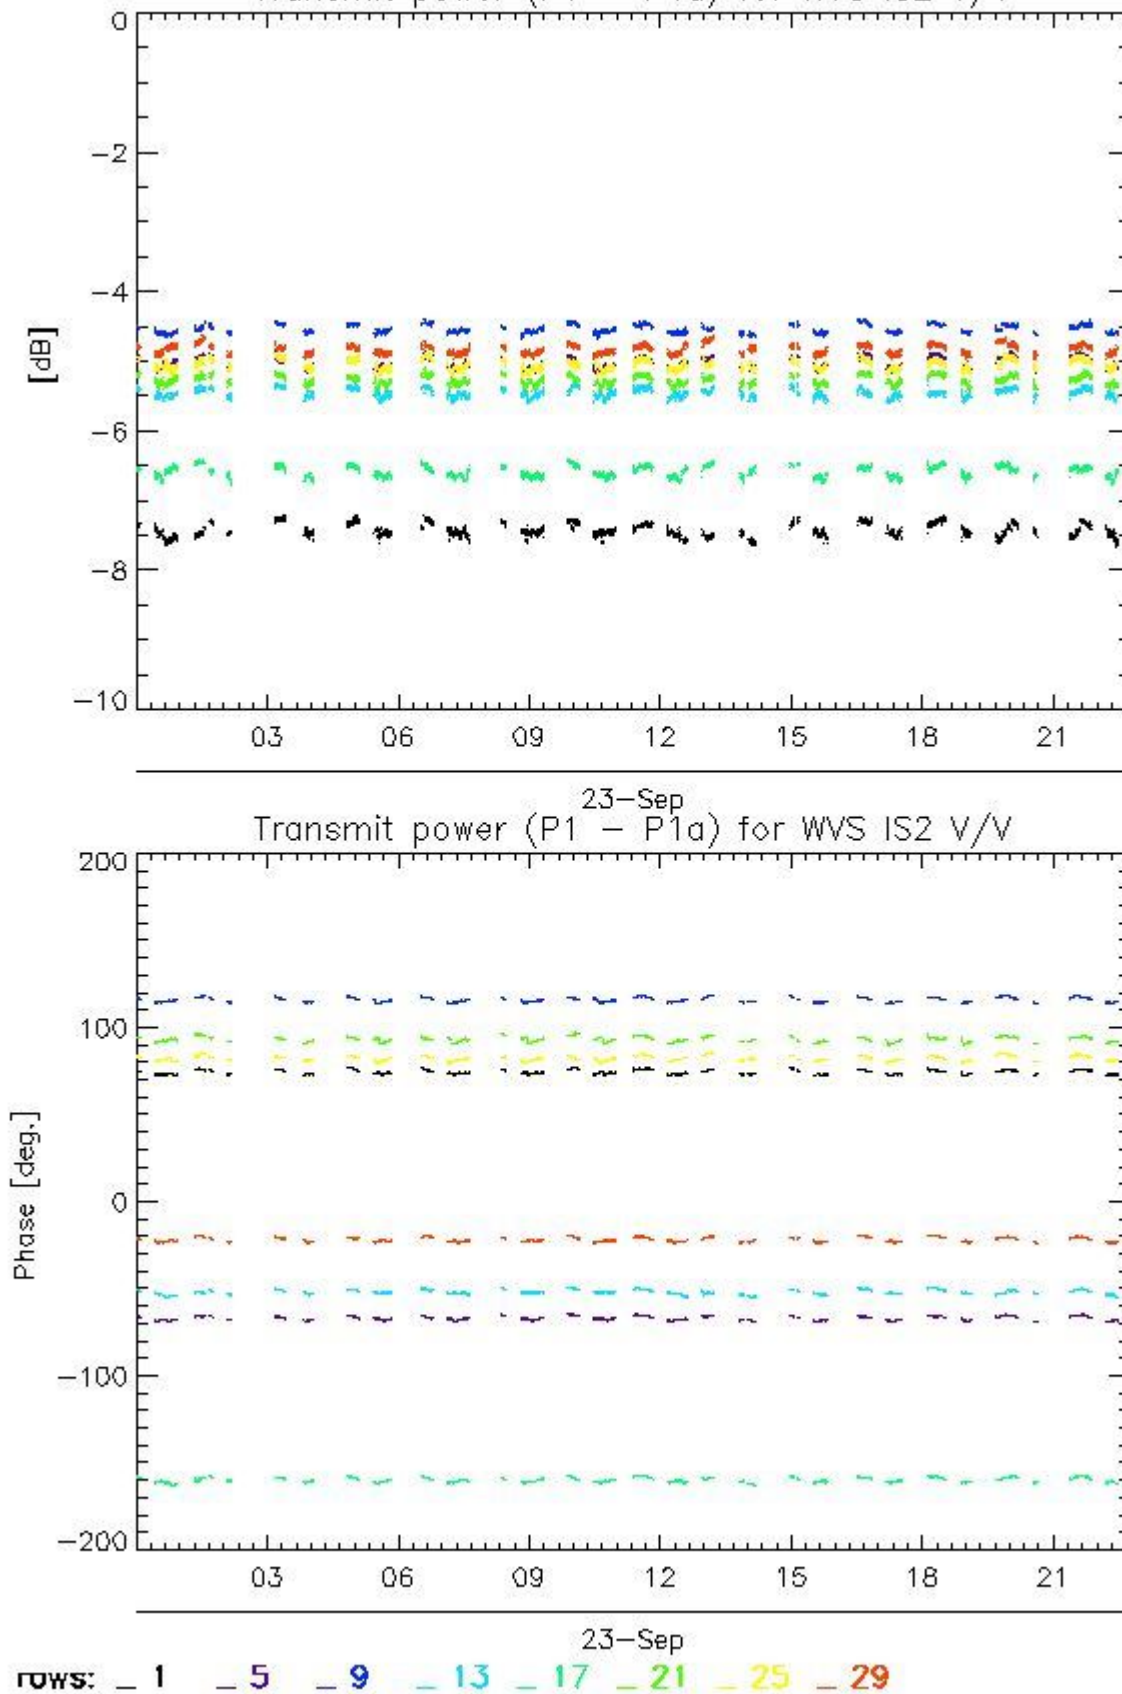 0
-2
-4
[dB]
-6
-8
-10
03 06 09 12 15 18 21
23-Sep
Transmit power (P1 - P1a) for WVS IS2 V/V
200
100
Phase [deg.]
0
-100
-200
03 06 09 12 15 18 21
23-Sep
rows: _ 1 _ 5 _ 9 _ 13 _ 17 _ 21 _ 25 _ 29